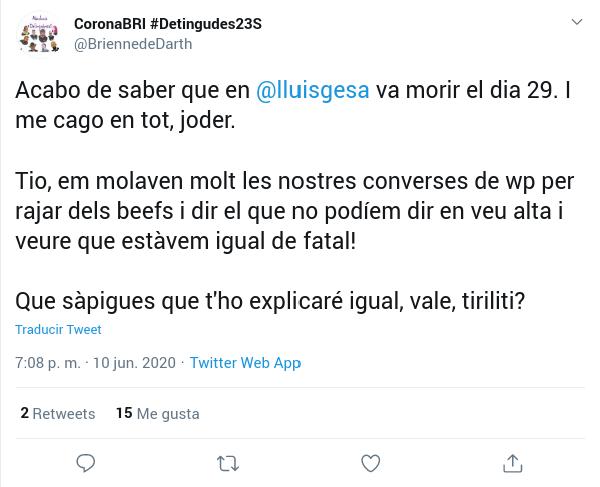 CoronaBRI #Detingudes23S
@BriennedeDarth
Acabo de saber que en @lluisgesa va morir el dia 29. I
me cago en tot, joder.
Tio, em molaven molt les nostres converses de wp per
rajar dels beefs i dir el que no podíem dir en veu alta i
veure que estàvem igual de fatal!
Que sàpigues que t'ho explicaré igual, vale, tiriliti?
Traducir Tweet
7:08 p. m. · 10 jun. 2020 · Twitter Web App
2 Retweets 15 Me gusta